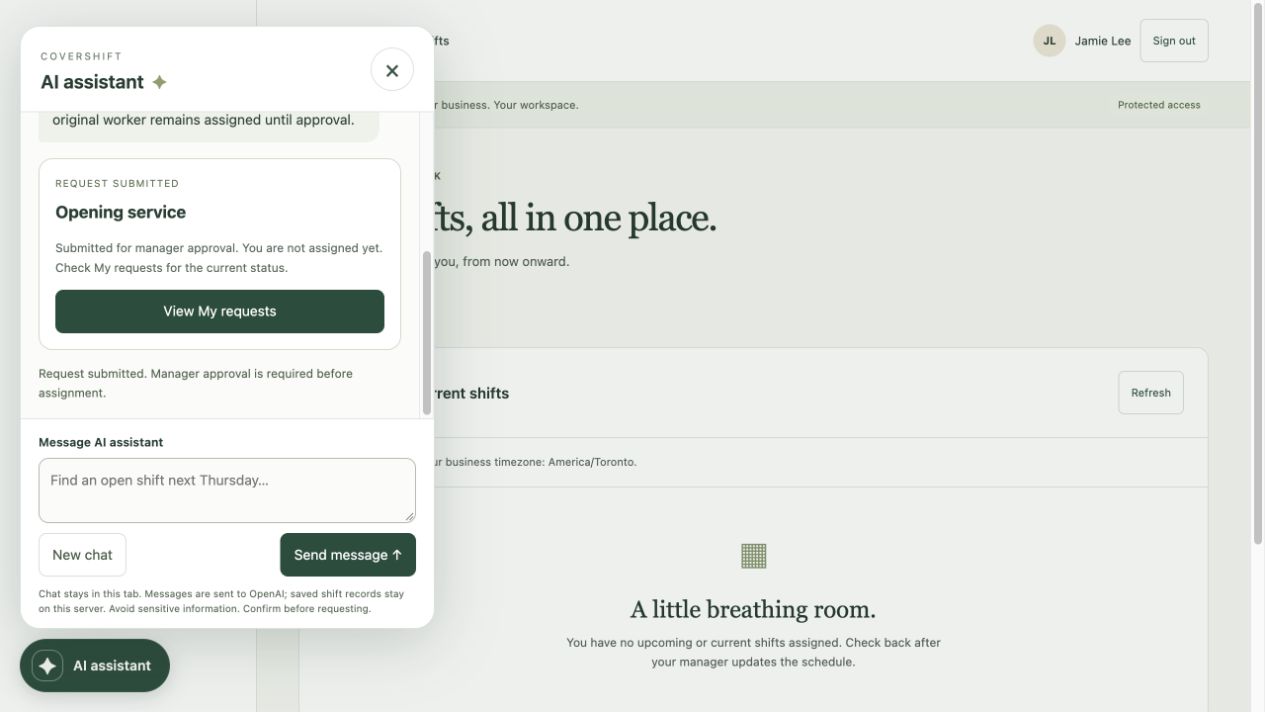 COVERSHIFT
AI assistant
original worker remains assigned until approval.
REQUEST SUBMITTED
Opening service
Submitted for manager approval. You are not assigned yet.
Check My requests for the current status.
View My requests
Request submitted. Manager approval is required before
assignment.
Message AI assistant
Find an open shift next Thursday...
New chat
Send message ↑
Chat stays in this tab. Messages are sent to OpenAI; saved shift records stay
on this server. Avoid sensitive information. Confirm before requesting.
AI assistant
JL
Jamie Lee
Sign out
business. Your workspace.
Protected access
all in one place.
you, from now onward.
shifts
Refresh
business timezone: America/Toronto.
A little breathing room.
You have no upcoming or current shifts assigned. Check back after
your manager updates the schedule.